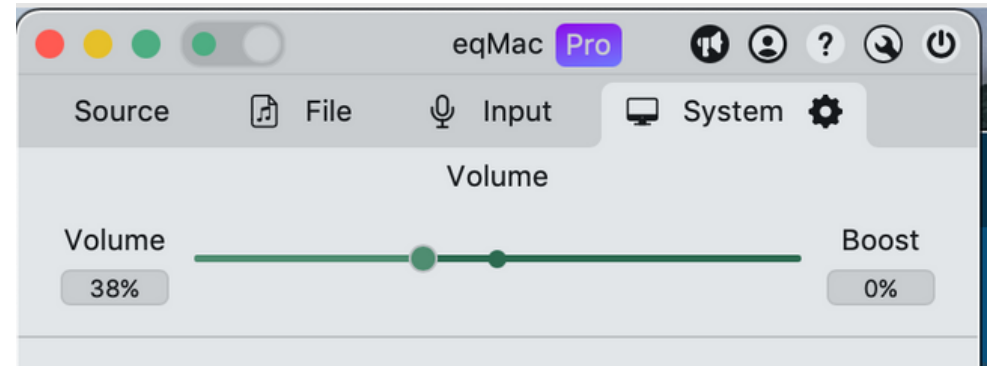 eqMac Pro ?
Source File Input System
Volume
Volume Boost
38% 0%